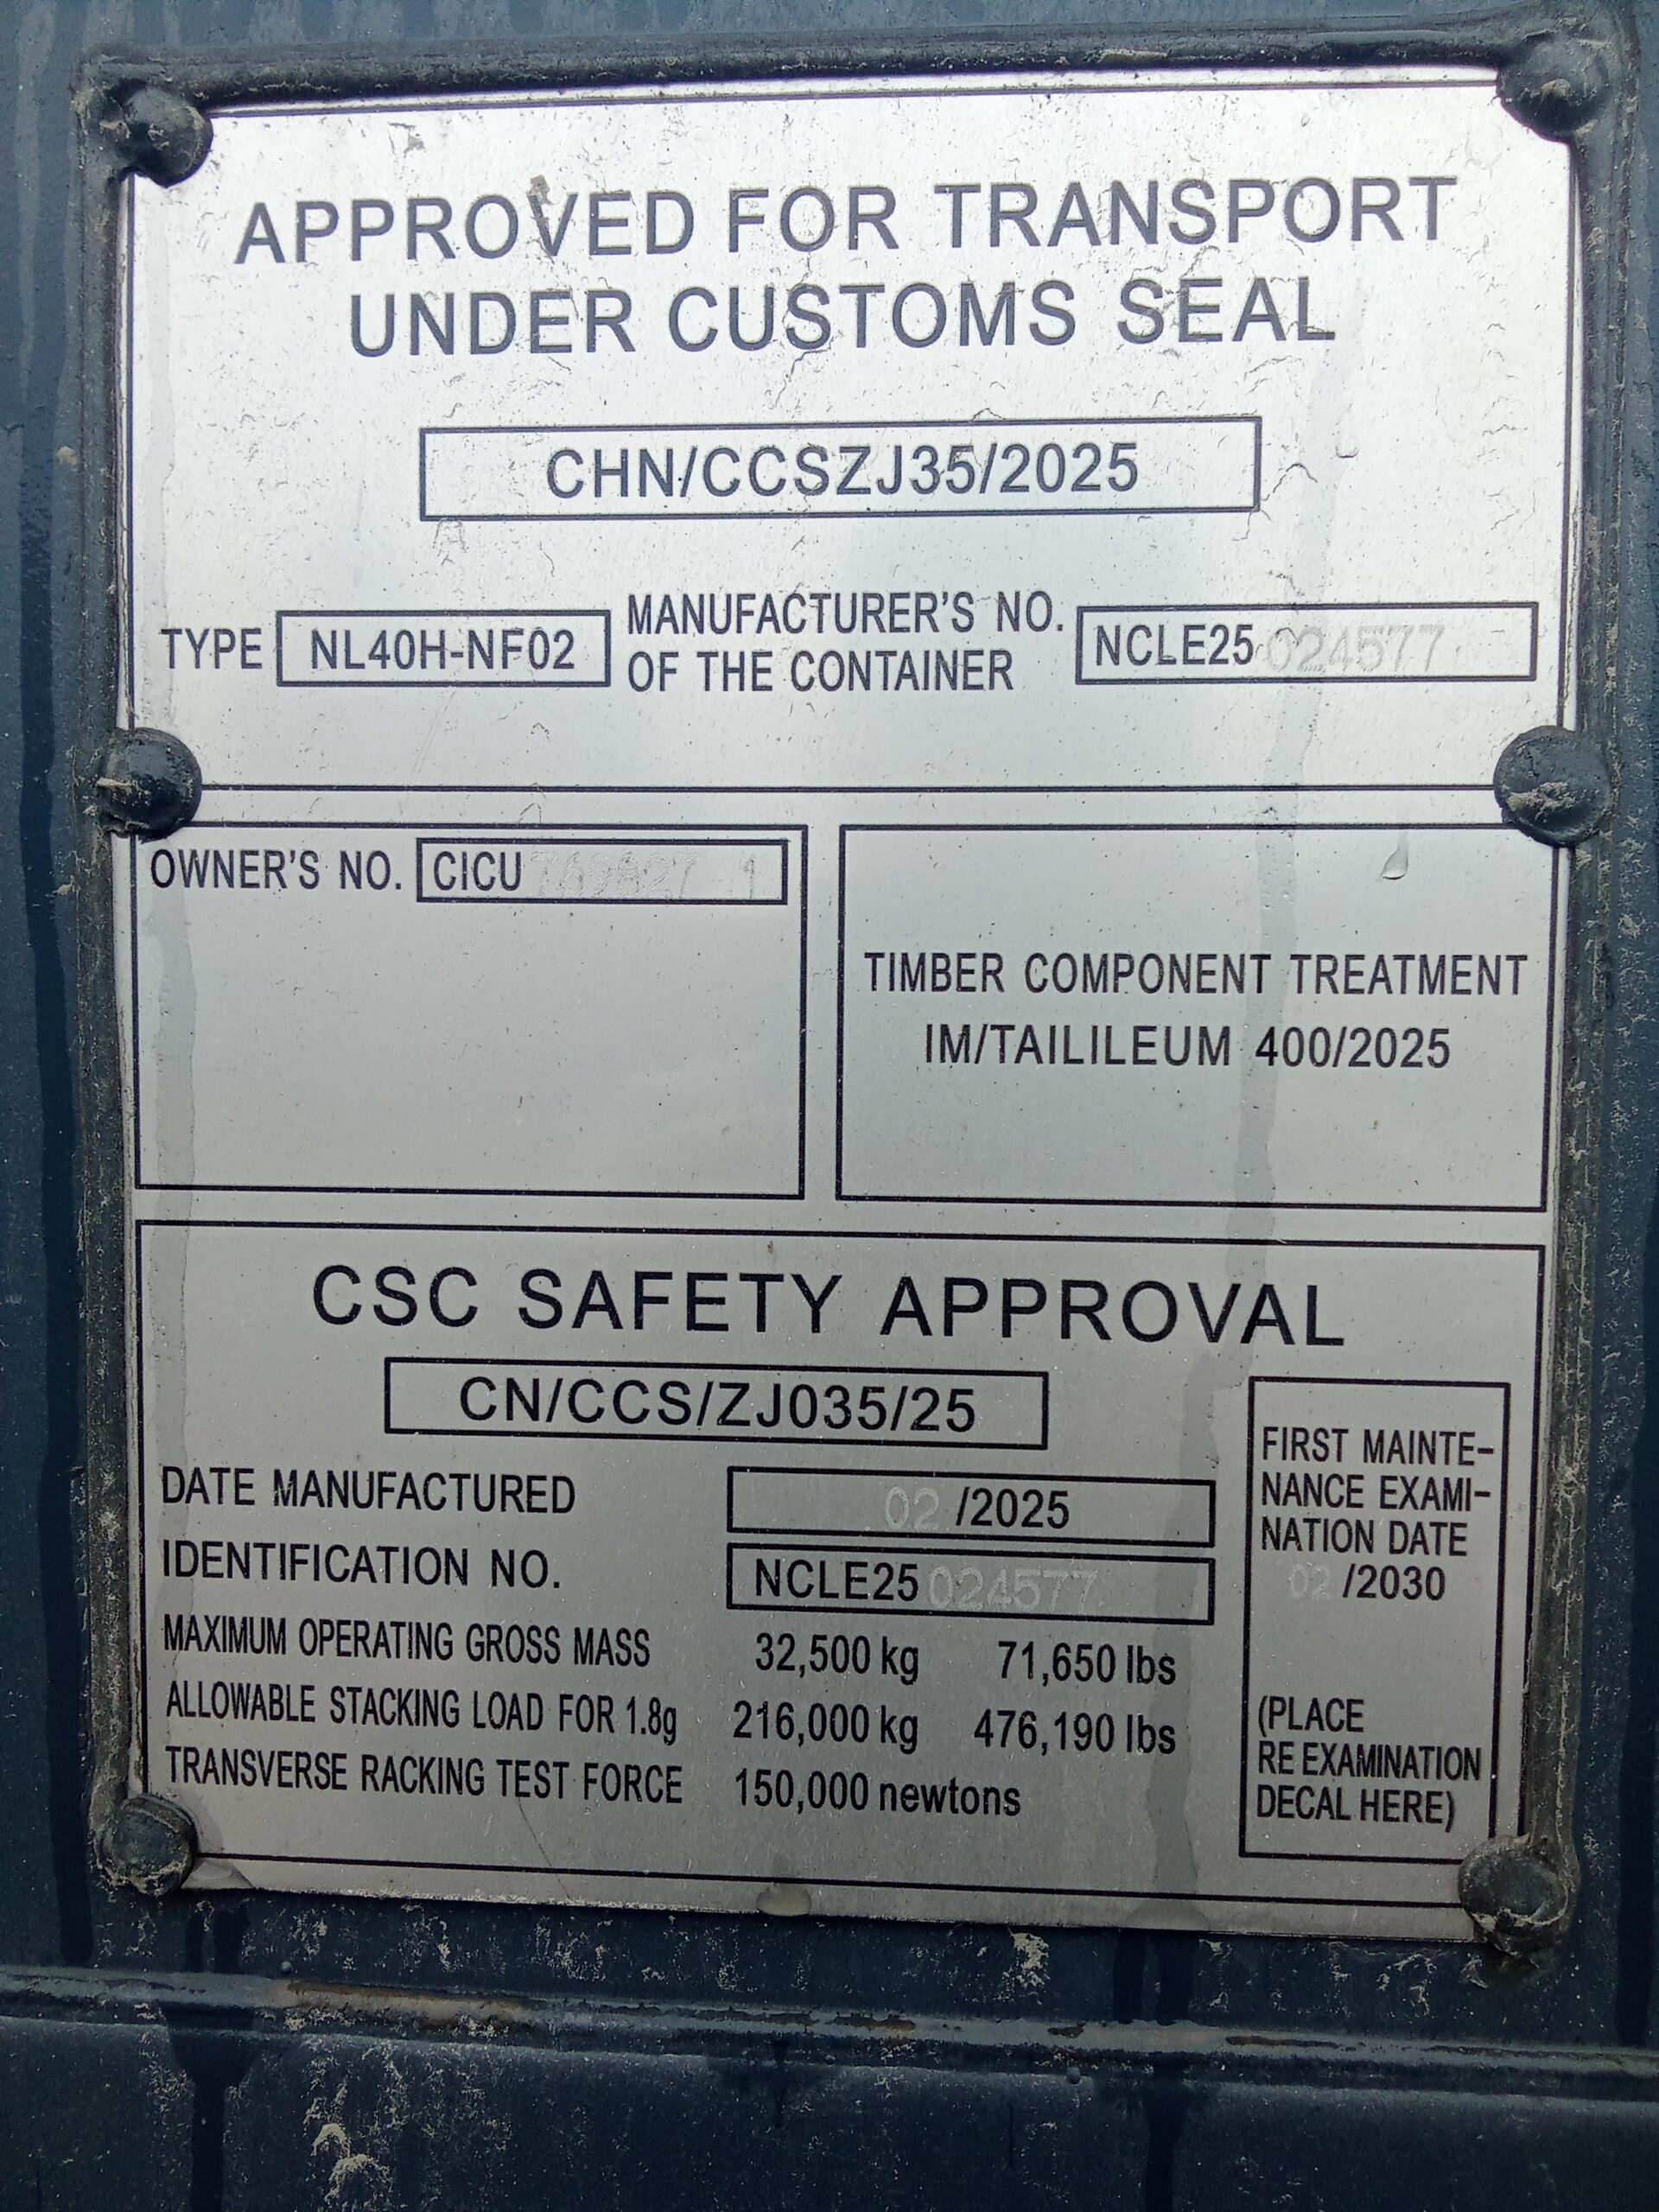 APPROVED FOR TRANSPORT
UNDER CUSTOMS SEAL
CHN/CCSZJ35/2025
TYPE NL40H-NF02 MANUFACTURER'S NO. OF THE CONTAINER NCLE25024577
OWNER'S NO. CICU
TIMBER COMPONENT TREATMENT
IM/TAILILEUM 400/2025
CSC SAFETY APPROVAL
CN/CCS/ZJ035/25
DATE MANUFACTURED 02/2025
IDENTIFICATION NO. NCLE25024577
MAXIMUM OPERATING GROSS MASS 32,500 kg 71,650 lbs
ALLOWABLE STACKING LOAD FOR 1.8g 216,000 kg 476,190 lbs
TRANSVERSE RACKING TEST FORCE 150,000 newtons
FIRST MAINTE-
NANCE EXAMI-
NATION DATE
02/2030
(PLACE
RE EXAMINATION
DECAL HERE)